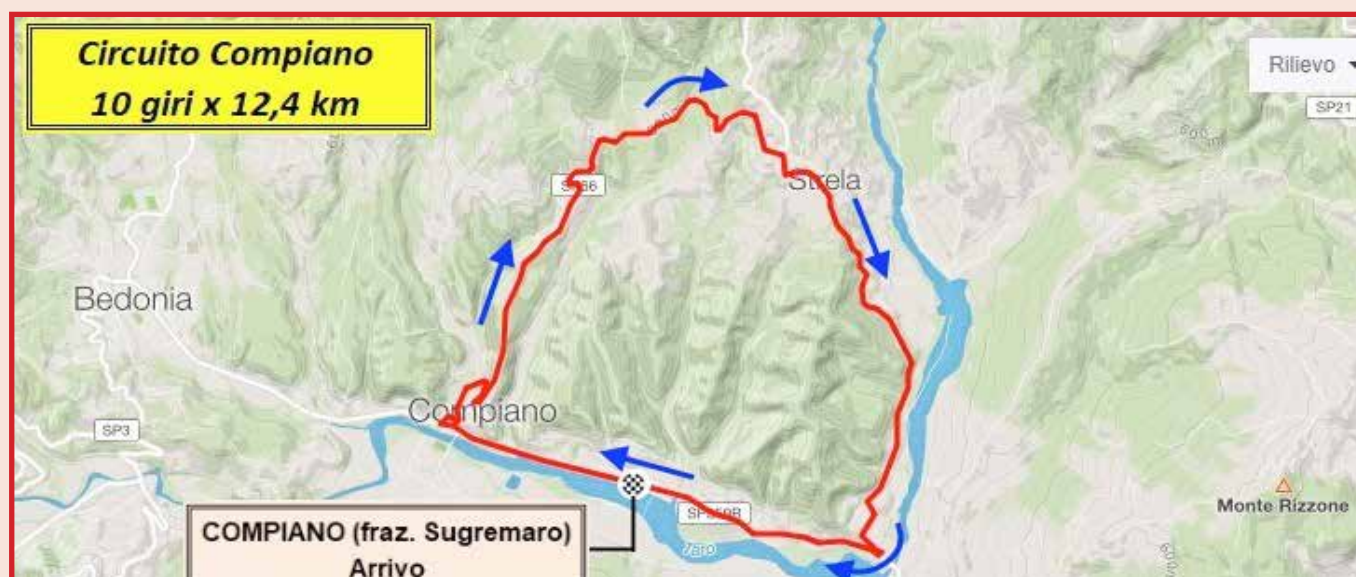 Circuito Compiano
10 giri x 12,4 km
Rilievo
SP21
Strela
Bedonia
Compiano
SP3
Monte Rizzone
COMPIANO (fraz. Sugremaro)
Arrivo